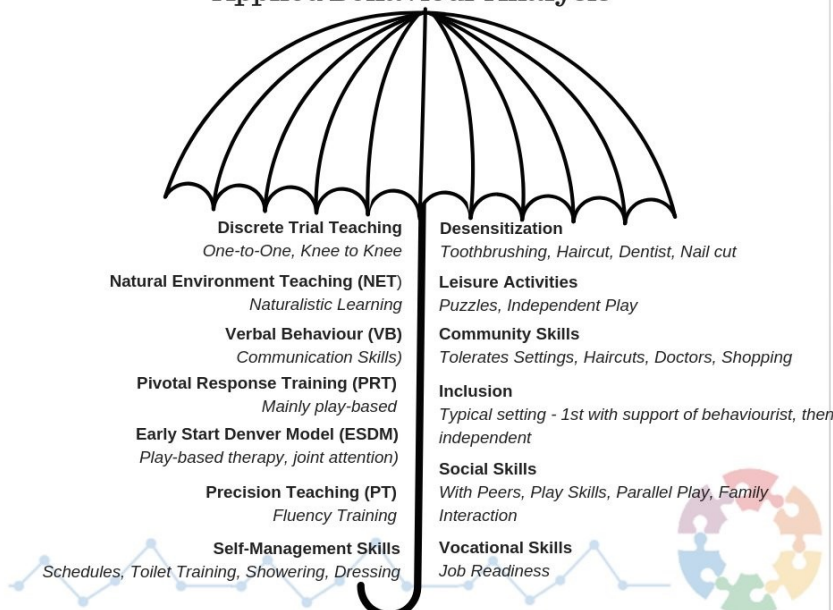 Applied Behaviour Analysis
Discrete Trial Teaching
One-to-One, Knee to Knee
Natural Environment Teaching (NET)
Naturalistic Learning
Verbal Behaviour (VB)
Communication Skills)
Pivotal Response Training (PRT)
Mainly play-based
Early Start Denver Model (ESDM)
Play-based therapy, joint attention)
Precision Teaching (PT)
Fluency Training
Self-Management Skills
Schedules, Toilet Training, Showering, Dressing
Desensitization
Toothbrushing, Haircut, Dentist, Nail cut
Leisure Activities
Puzzles, Independent Play
Community Skills
Tolerates Settings, Haircuts, Doctors, Shopping
Inclusion
Typical setting - 1st with support of behaviourist, then
independent
Social Skills
With Peers, Play Skills, Parallel Play, Family
Interaction
Vocational Skills
Job Readiness